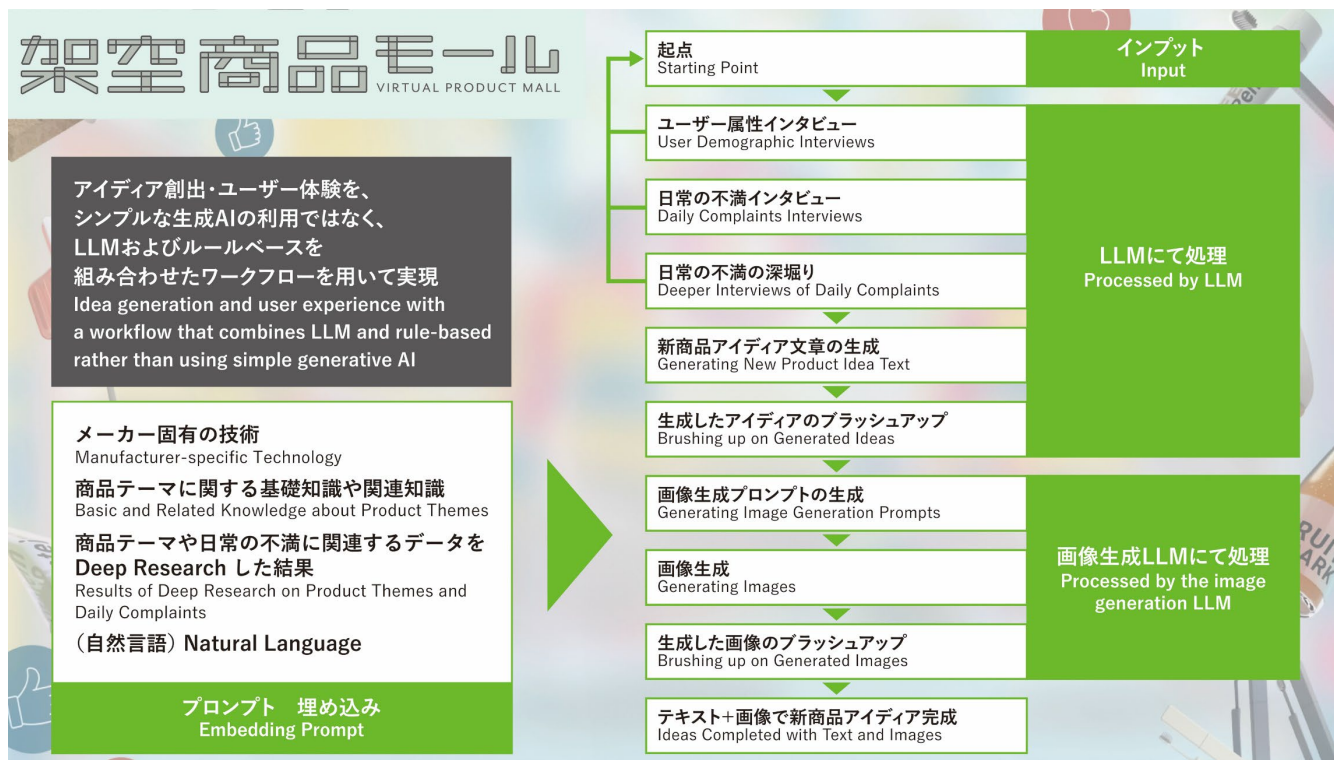 架空商品モール
VIRTUAL PRODUCT MALL
アイディア創出・ユーザー体験を、
シンプルな生成AIの利用ではなく、
LLMおよびルールベースを
組み合わせたワークフローを用いて実現
Idea generation and user experience with
a workflow that combines LLM and rule-based
rather than using simple generative AI
メーカー固有の技術
Manufacturer-specific Technology
商品テーマに関する基礎知識や関連知識
Basic and Related Knowledge about Product Themes
商品テーマや日常の不満に関連するデータを
Deep Research した結果
Results of Deep Research on Product Themes and
Daily Complaints
（自然言語）Natural Language
プロンプト 埋め込み
Embedding Prompt
起点
Starting Point
インプット
Input
ユーザー属性インタビュー
User Demographic Interviews
日常の不満インタビュー
Daily Complaints Interviews
日常の不満の深堀り
Deeper Interviews of Daily Complaints
新商品アイディア文章の生成
Generating New Product Idea Text
生成したアイディアのブラッシュアップ
Brushing up on Generated Ideas
LLMにて処理
Processed by LLM
画像生成プロンプトの生成
Generating Image Generation Prompts
画像生成
Generating Images
生成した画像のブラッシュアップ
Brushing up on Generated Images
画像生成LLMにて処理
Processed by the image
generation LLM
テキスト+画像で新商品アイディア完成
Ideas Completed with Text and Images